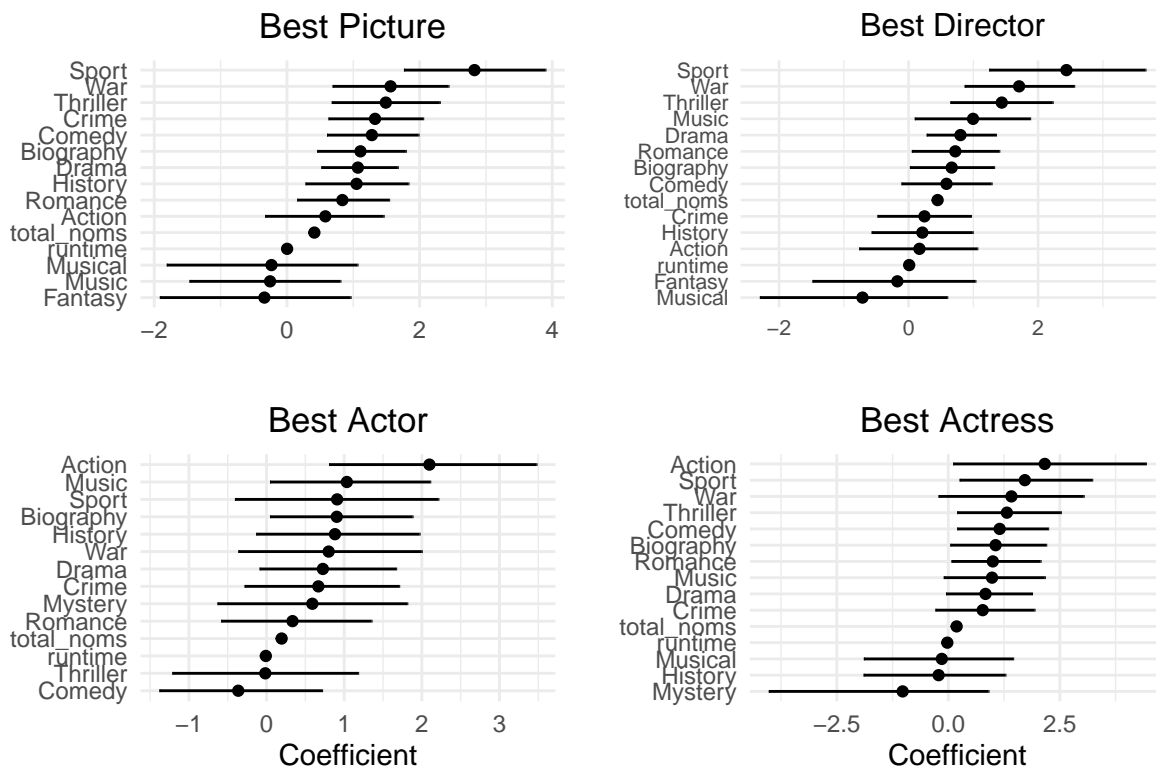 Best Picture
Sport
War
Thriller
Crime
Comedy
Biography
Drama
History
Romance
Action
total_noms
runtime
Musical
Music
Fantasy
−2 0 2 4
Best Director
Sport
War
Thriller
Music
Drama
Romance
Biography
Comedy
total_noms
Crime
History
Action
runtime
Fantasy
Musical
−2 0 2
Best Actor
Action
Music
Sport
Biography
History
War
Drama
Crime
Mystery
Romance
total_noms
runtime
Thriller
Comedy
−1 0 1 2 3
Coefficient
Best Actress
Action
Sport
War
Thriller
Comedy
Biography
Romance
Music
Drama
Crime
total_noms
runtime
Musical
History
Mystery
−2.5 0.0 2.5
Coefficient